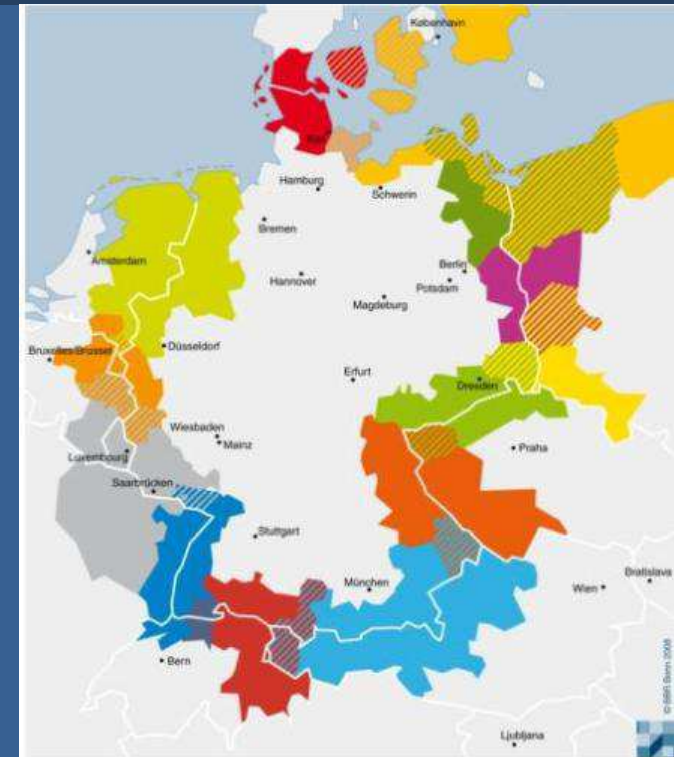 København
Kiel
Hamburg
Schwerin
Bremen
Amsterdam
Berlin
Hannover
Potsdam
Magdeburg
Bruxelles/Brüssel
Düsseldorf
Erfurt
Dresden
Wiesbaden
Mainz
Praha
Luxembourg
Saarbrücken
Stuttgart
München
Wien
Bratislava
Bern
Ljubljana
© BBR Bonn 2008